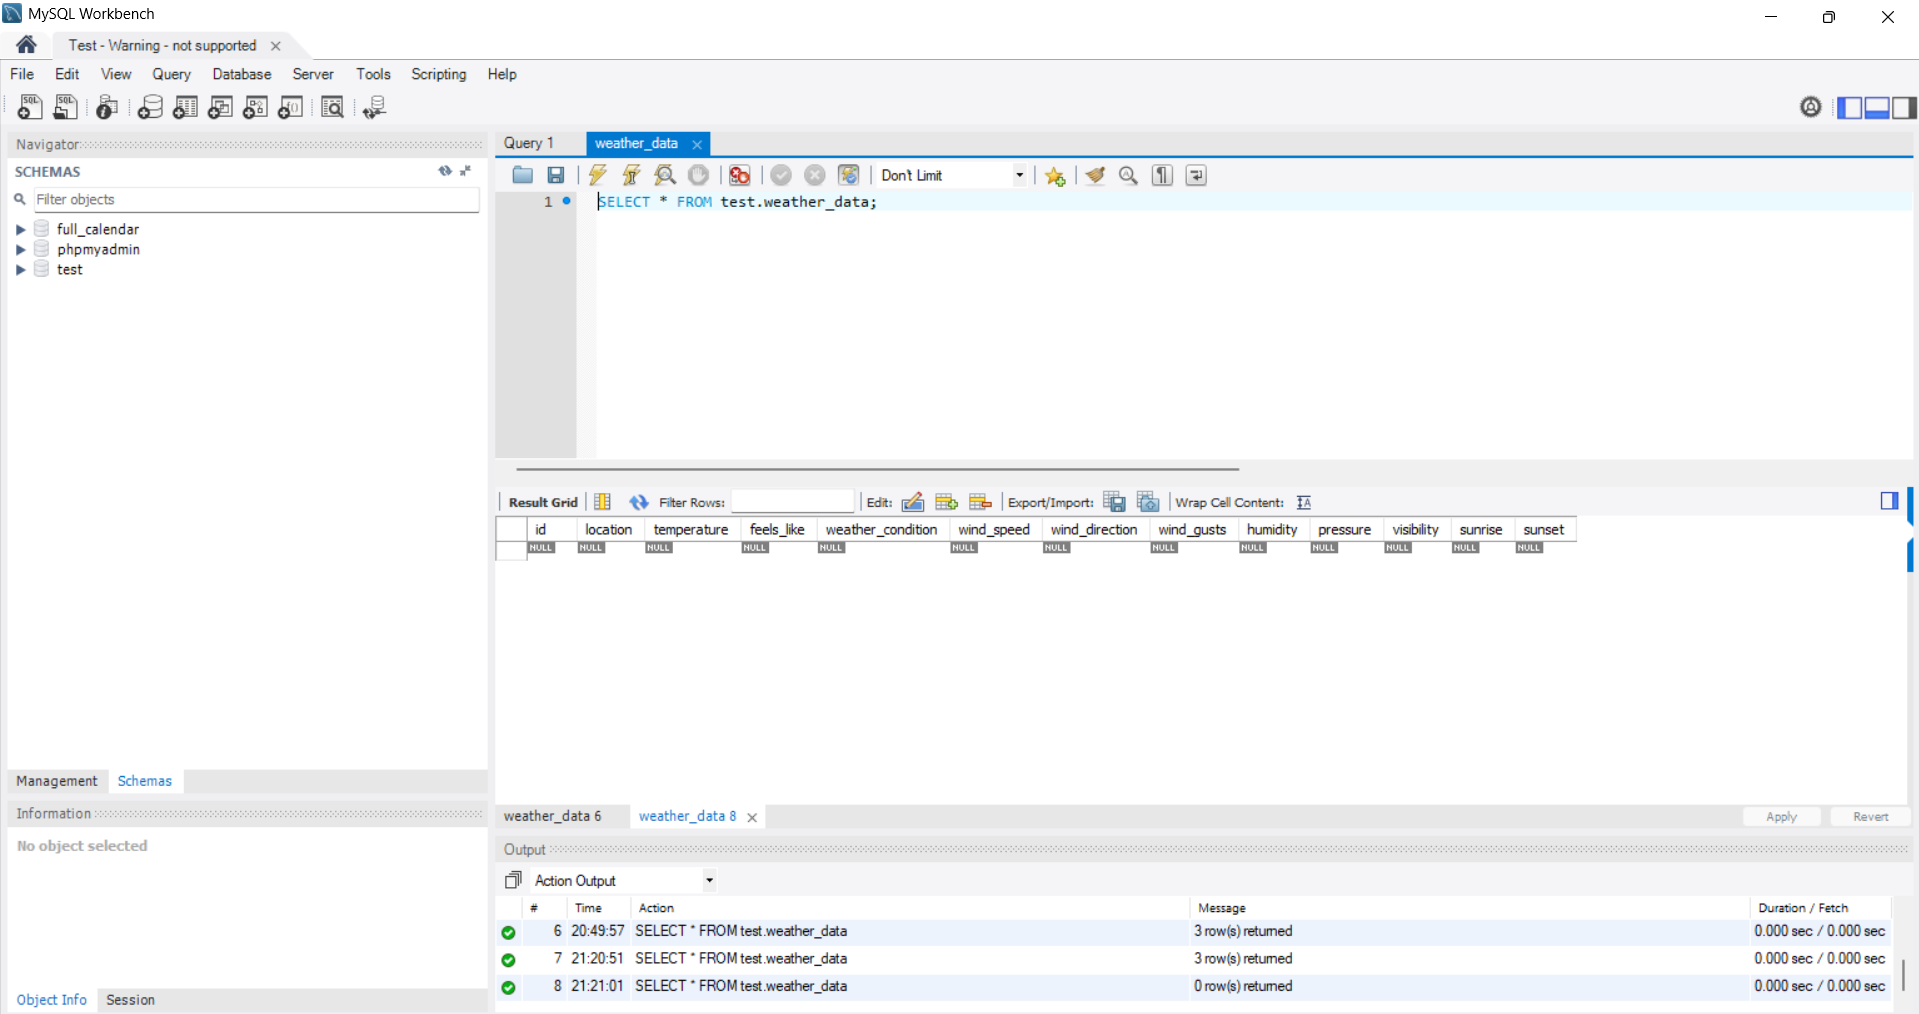 MySQL Workbench
Test - Warning - not supported
File Edit View Query Database Server Tools Scripting Help
Navigator
SCHEMAS
Filter objects
full_calendar
phpmyadmin
test
Management Schemas
Information
No object selected
Object Info Session
Query 1 weather_data
Don't Limit
1 SELECT * FROM test.weather_data;
Result Grid Filter Rows: Edit: Export/Import: Wrap Cell Content:
id location temperature feels_like weather_condition wind_speed wind_direction wind_gusts humidity pressure visibility sunrise sunset
NULL NULL NULL NULL NULL NULL NULL NULL NULL NULL NULL NULL NULL
weather_data 6 weather_data 8 Apply Revert
Output
Action Output
# Time Action Message Duration / Fetch
6 20:49:57 SELECT * FROM test.weather_data 3 row(s) returned 0.000 sec / 0.000 sec
7 21:20:51 SELECT * FROM test.weather_data 3 row(s) returned 0.000 sec / 0.000 sec
8 21:21:01 SELECT * FROM test.weather_data 0 row(s) returned 0.000 sec / 0.000 sec